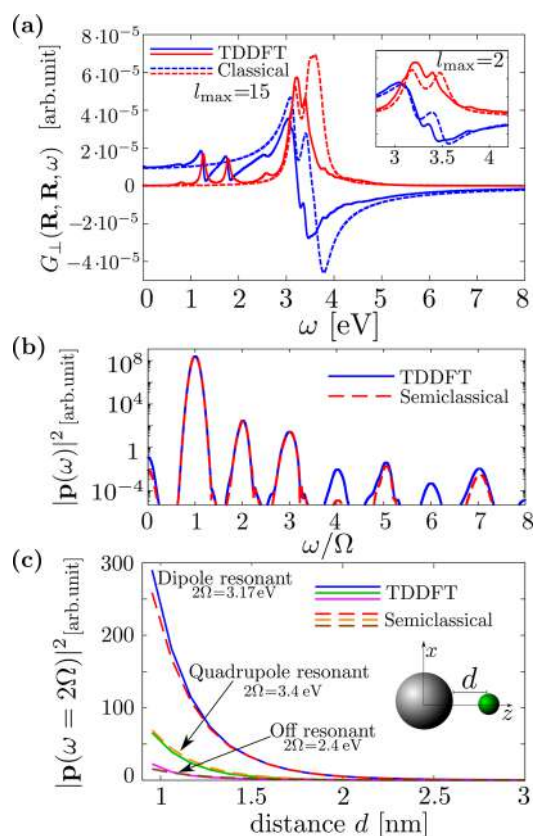 (a)
8·10⁻⁵
6·10⁻⁵
4·10⁻⁵
2·10⁻⁵
0
−2·10⁻⁵
−4·10⁻⁵
G⊥(R, R, ω) [arb.unit]
TDDFT
Classical
l_max=15
l_max=2
3 3.5 4
0 1 2 3 4 5 6 7 8
ω [eV]
(b)
10⁸
10⁴
1
10⁻⁴
|p(ω)|² [arb.unit]
TDDFT
Semiclassical
0 1 2 3 4 5 6 7 8
ω/Ω
(c)
300
200
100
0
|p(ω = 2Ω)|² [arb.unit]
Dipole resonant
2Ω=3.17eV
TDDFT
Semiclassical
Quadrupole resonant
2Ω=3.4 eV
Off resonant
2Ω=2.4 eV
x
d
z
1 1.5 2 2.5 3
distance d [nm]